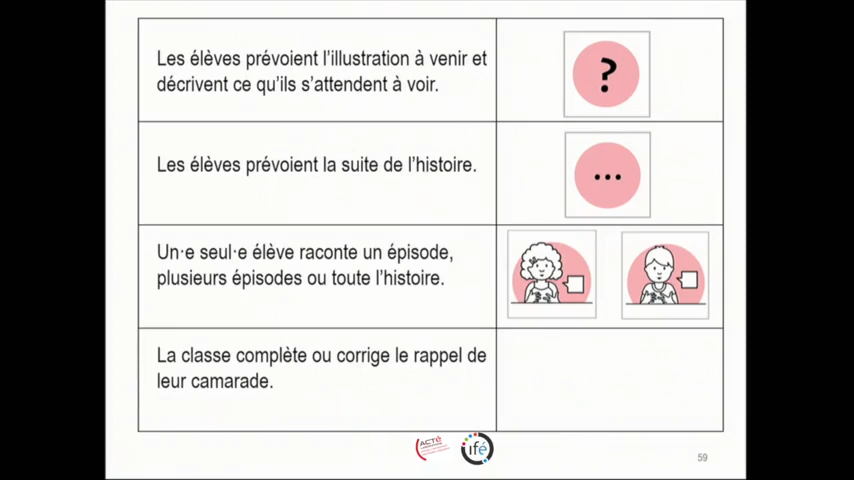 Les élèves prévoient l'illustration à venir et
décrivent ce qu'ils s'attendent à voir.
?
Les élèves prévoient la suite de l'histoire.
...
Un·e seul·e élève raconte un épisode,
plusieurs épisodes ou toute l'histoire.
La classe complète ou corrige le rappel de
leur camarade.
ACTé
ifé
59